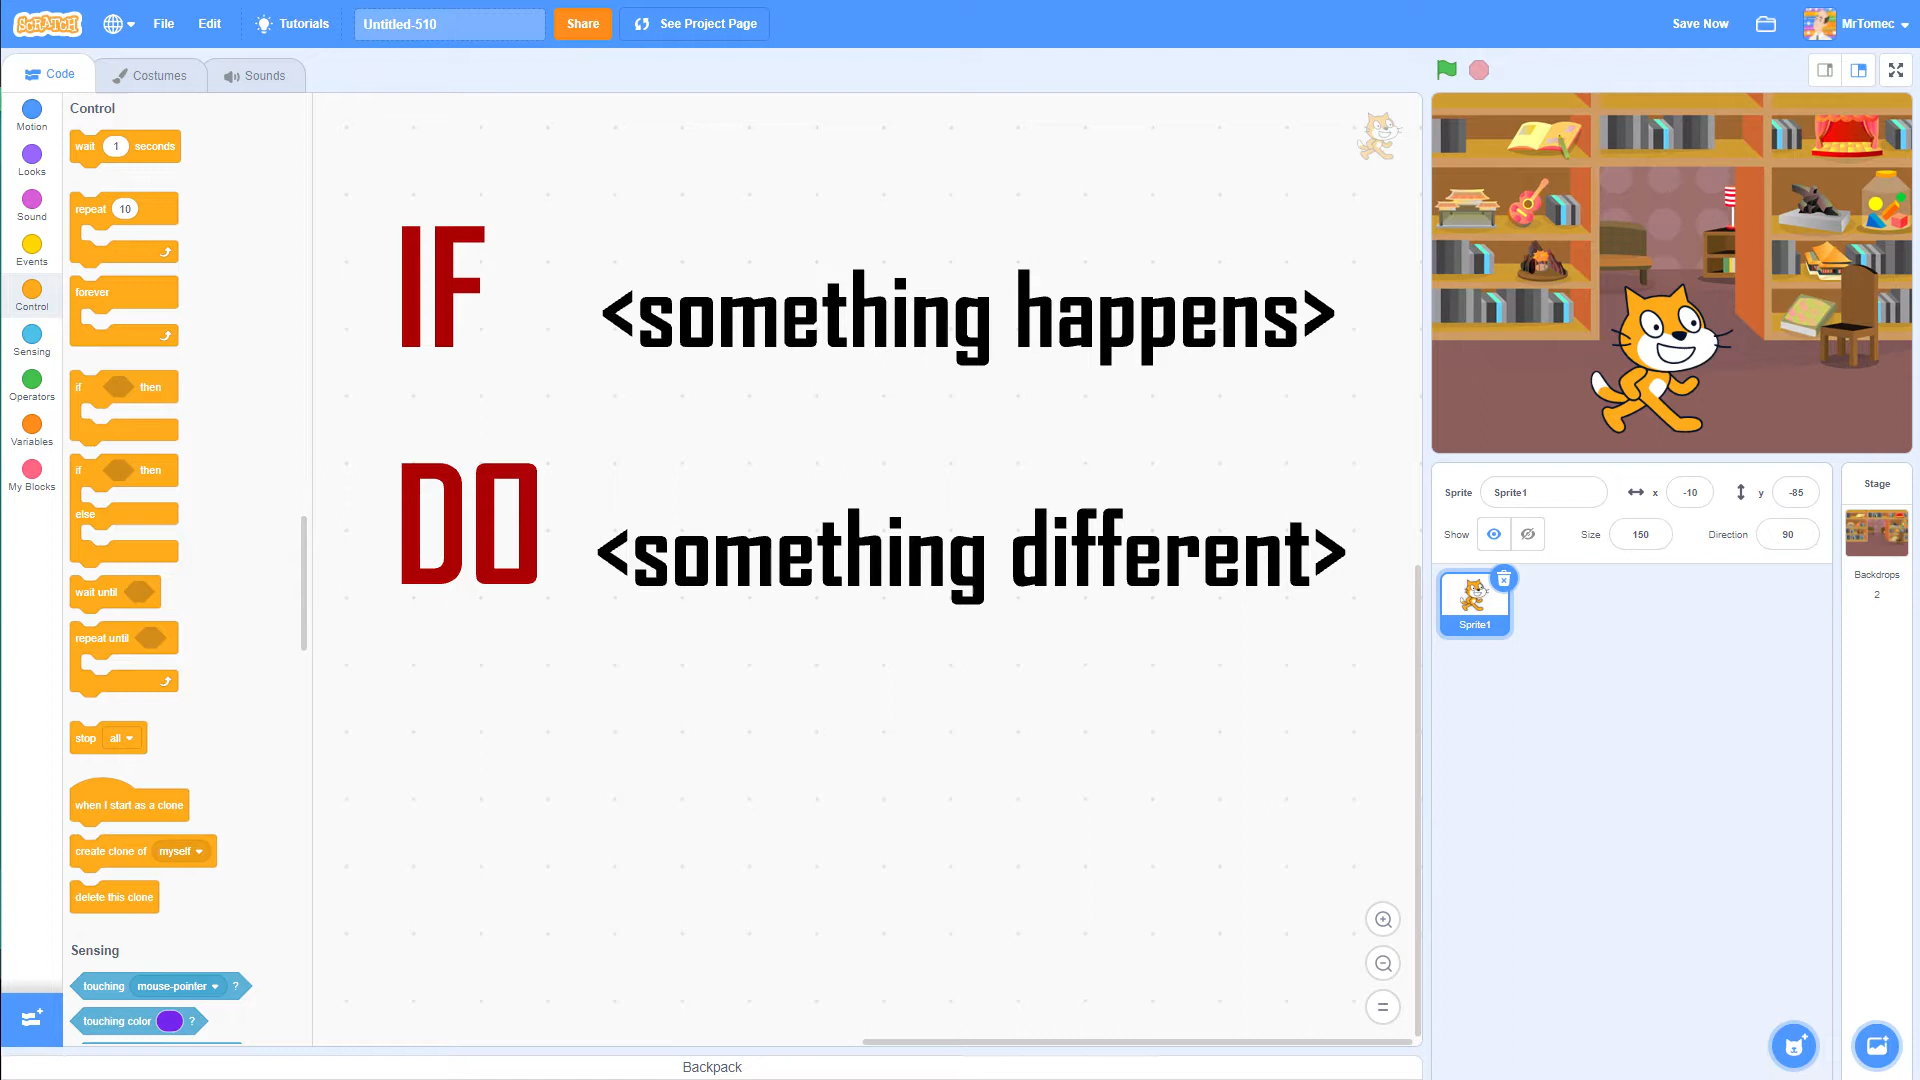 SCRATCH File Edit Tutorials Untitled-510 Share See Project Page Save Now MrTomec
Code Costumes Sounds
Motion
Looks
Sound
Events
Control
Sensing
Operators
Variables
My Blocks
Control
wait 1 seconds
repeat 10
forever
if then
if then
else
wait until
repeat until
stop all
when I start as a clone
create clone of myself
delete this clone
Sensing
touching mouse-pointer ?
touching color ?
IF <something happens>
DO <something different>
Backpack
Sprite Sprite1 x -10 y -85
Show Size 150 Direction 90
Sprite1
Stage
Backdrops
2